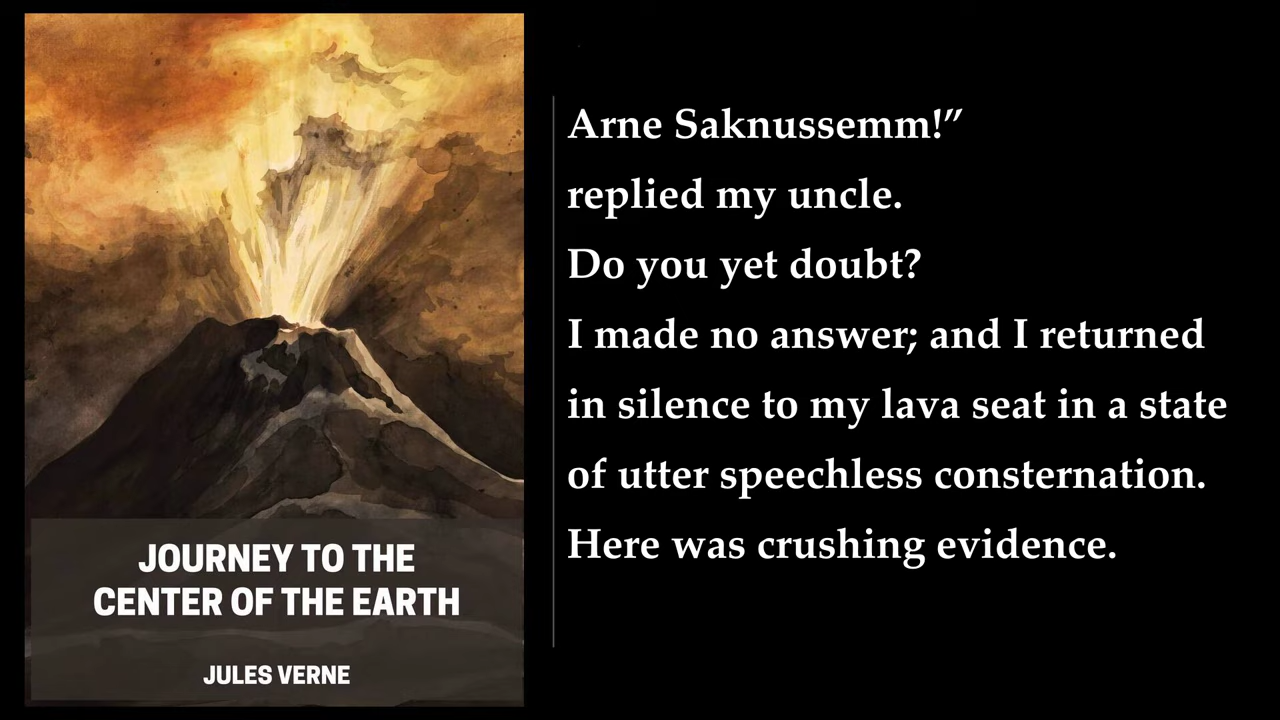 Arne Saknussemm!”
replied my uncle.
Do you yet doubt?
I made no answer; and I returned
in silence to my lava seat in a state
of utter speechless consternation.
Here was crushing evidence.
JOURNEY TO THE
CENTER OF THE EARTH
JULES VERNE